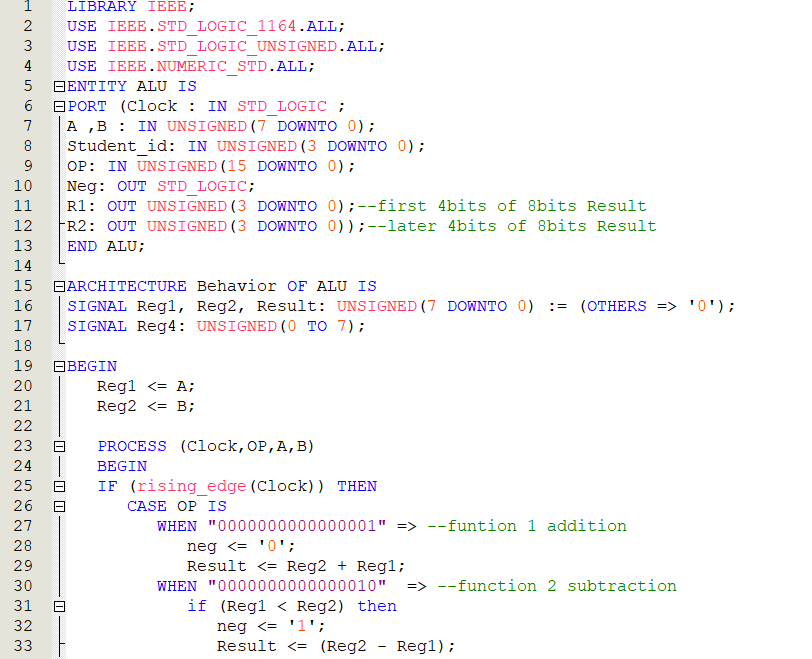 1 LIBRARY IEEE;
2 USE IEEE.STD_LOGIC_1164.ALL;
3 USE IEEE.STD_LOGIC_UNSIGNED.ALL;
4 USE IEEE.NUMERIC_STD.ALL;
5 ENTITY ALU IS
6 PORT (Clock : IN STD_LOGIC ;
7 A ,B : IN UNSIGNED(7 DOWNTO 0);
8 Student_id: IN UNSIGNED(3 DOWNTO 0);
9 OP: IN UNSIGNED(15 DOWNTO 0);
10 Neg: OUT STD_LOGIC;
11 R1: OUT UNSIGNED(3 DOWNTO 0);--first 4bits of 8bits Result
12 R2: OUT UNSIGNED(3 DOWNTO 0));--later 4bits of 8bits Result
13 END ALU;
14
15 ARCHITECTURE Behavior OF ALU IS
16 SIGNAL Reg1, Reg2, Result: UNSIGNED(7 DOWNTO 0) := (OTHERS => '0');
17 SIGNAL Reg4: UNSIGNED(0 TO 7);
18
19 BEGIN
20 Reg1 <= A;
21 Reg2 <= B;
22
23 PROCESS (Clock,OP,A,B)
24 BEGIN
25 IF (rising_edge(Clock)) THEN
26 CASE OP IS
27 WHEN "0000000000000001" => --funtion 1 addition
28 neg <= '0';
29 Result <= Reg2 + Reg1;
30 WHEN "0000000000000010" => --function 2 subtraction
31 if (Reg1 < Reg2) then
32 neg <= '1';
33 Result <= (Reg2 - Reg1);